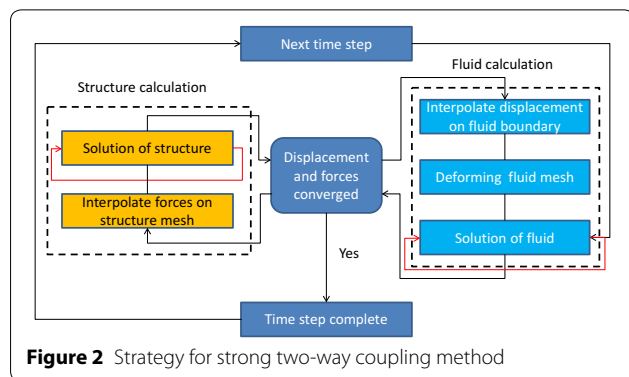 Next time step
Structure calculation
Fluid calculation
Solution of structure
Interpolate forces on
structure mesh
Displacement
and forces
converged
Interpolate displacement
on fluid boundary
Deforming fluid mesh
Solution of fluid
Yes
Time step complete
Figure 2 Strategy for strong two-way coupling method